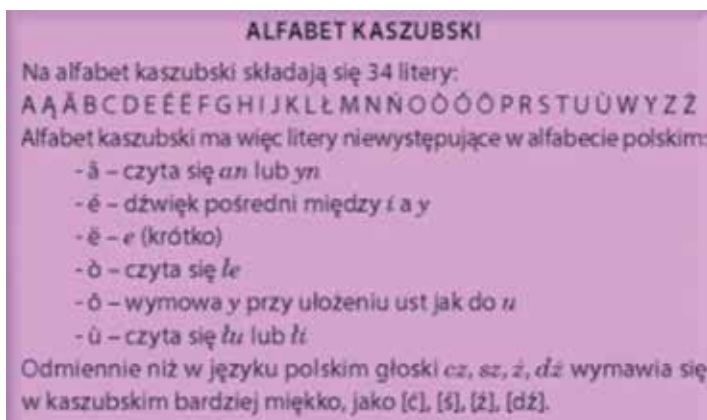 ALFABET KASZUBSKI
Na alfabet kaszubski składają się 34 litery:
A Ą Ã B C D E É Ë F G H I J K L Ł M N Ń O Ò Ó Ô P R S T U Ù W Y Z Ż
Alfabet kaszubski ma więc litery niewystępujące w alfabecie polskim:
- ã – czyta się an lub yn
- é – dźwięk pośredni między i a y
- ë – e (krótko)
- ò – czyta się łe
- ô – wymowa y przy ułożeniu ust jak do u
- ù – czyta się łu lub łi
Odmiennie niż w języku polskim głoski cz, sz, ż, dż wymawia się
w kaszubskim bardziej miękko, jako [ć], [ś], [ź], [dź].